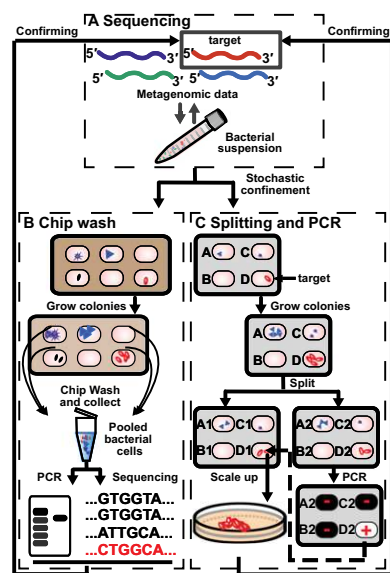 A Sequencing
Confirming
target
Confirming
5′ 3′ 5′ 3′
5′ 3′ 5′ 3′
Metagenomic data
Bacterial
suspension
Stochastic
confinement
B Chip wash
Grow colonies
Chip Wash
and collect
Pooled
bacterial
cells
PCR
Sequencing
...GTGGTA...
...GTGGTA...
...ATTGCA...
...CTGGCA...
C Splitting and PCR
A C
B D
target
Grow colonies
A C
B D
Split
A1 C1
B1 D1
A2 C2
B2 D2
Scale up
PCR
A2 C2
B2 D2